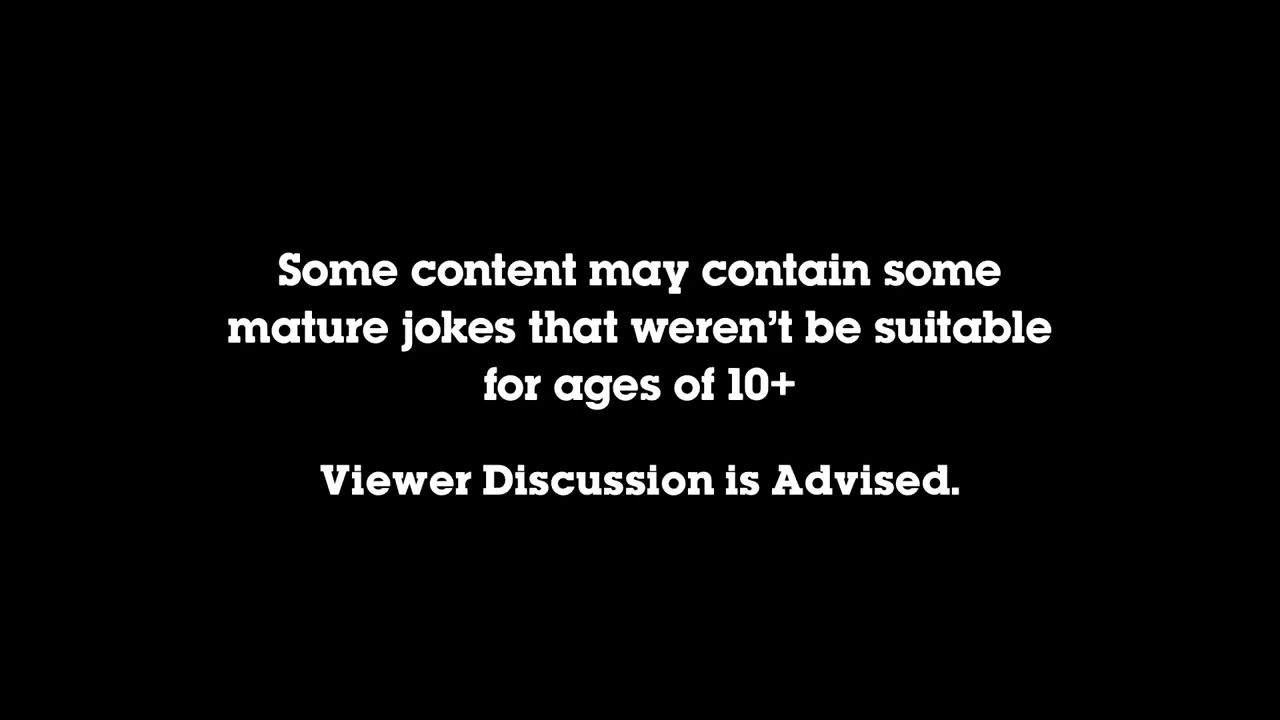 Some content may contain some
mature jokes that weren’t be suitable
for ages of 10+
Viewer Discussion is Advised.